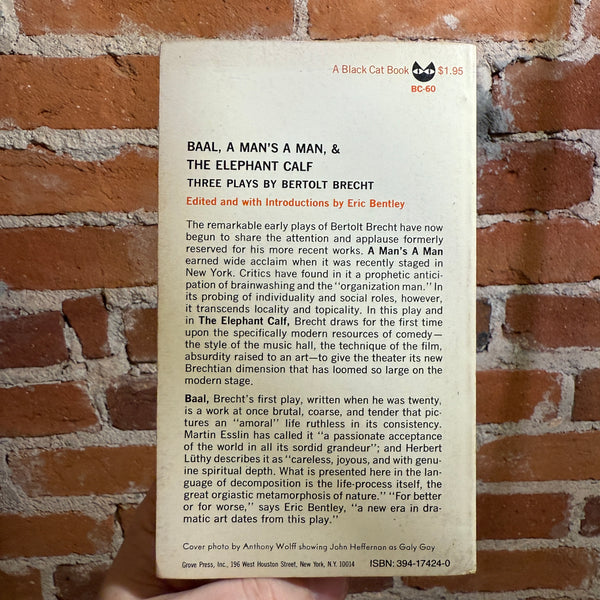 A Black Cat Book $1.95
BC-60
BAAL, A MAN'S A MAN, &
THE ELEPHANT CALF
THREE PLAYS BY BERTOLT BRECHT
Edited and with Introductions by Eric Bentley
The remarkable early plays of Bertolt Brecht have now
begun to share the attention and applause formerly
reserved for his more recent works. A Man's A Man
earned wide acclaim when it was recently staged in
New York. Critics have found in it a prophetic antici-
pation of brainwashing and the "organization man." In
its probing of individuality and social roles, however,
it transcends locality and topicality. In this play and
in The Elephant Calf, Brecht draws for the first time
upon the specifically modern resources of comedy—
the style of the music hall, the technique of the film,
absurdity raised to an art—to give the theater its new
Brechtian dimension that has loomed so large on the
modern stage.
Baal, Brecht's first play, written when he was twenty,
is a work at once brutal, coarse, and tender that pic-
tures an "amoral" life ruthless in its consistency.
Martin Esslin has called it "a passionate acceptance
of the world in all its sordid grandeur"; and Herbert
Lüthy describes it as "careless, joyous, and with genu-
ine spiritual depth. What is presented here in the lan-
guage of decomposition is the life-process itself, the
great orgiastic metamorphosis of nature." "For better
or for worse," says Eric Bentley, "a new era in dra-
matic art dates from this play."
Cover photo by Anthony Wolff showing John Heffernan as Galy Gay
Grove Press, Inc., 196 West Houston Street, New York, N.Y. 10014 ISBN: 394-17424-0